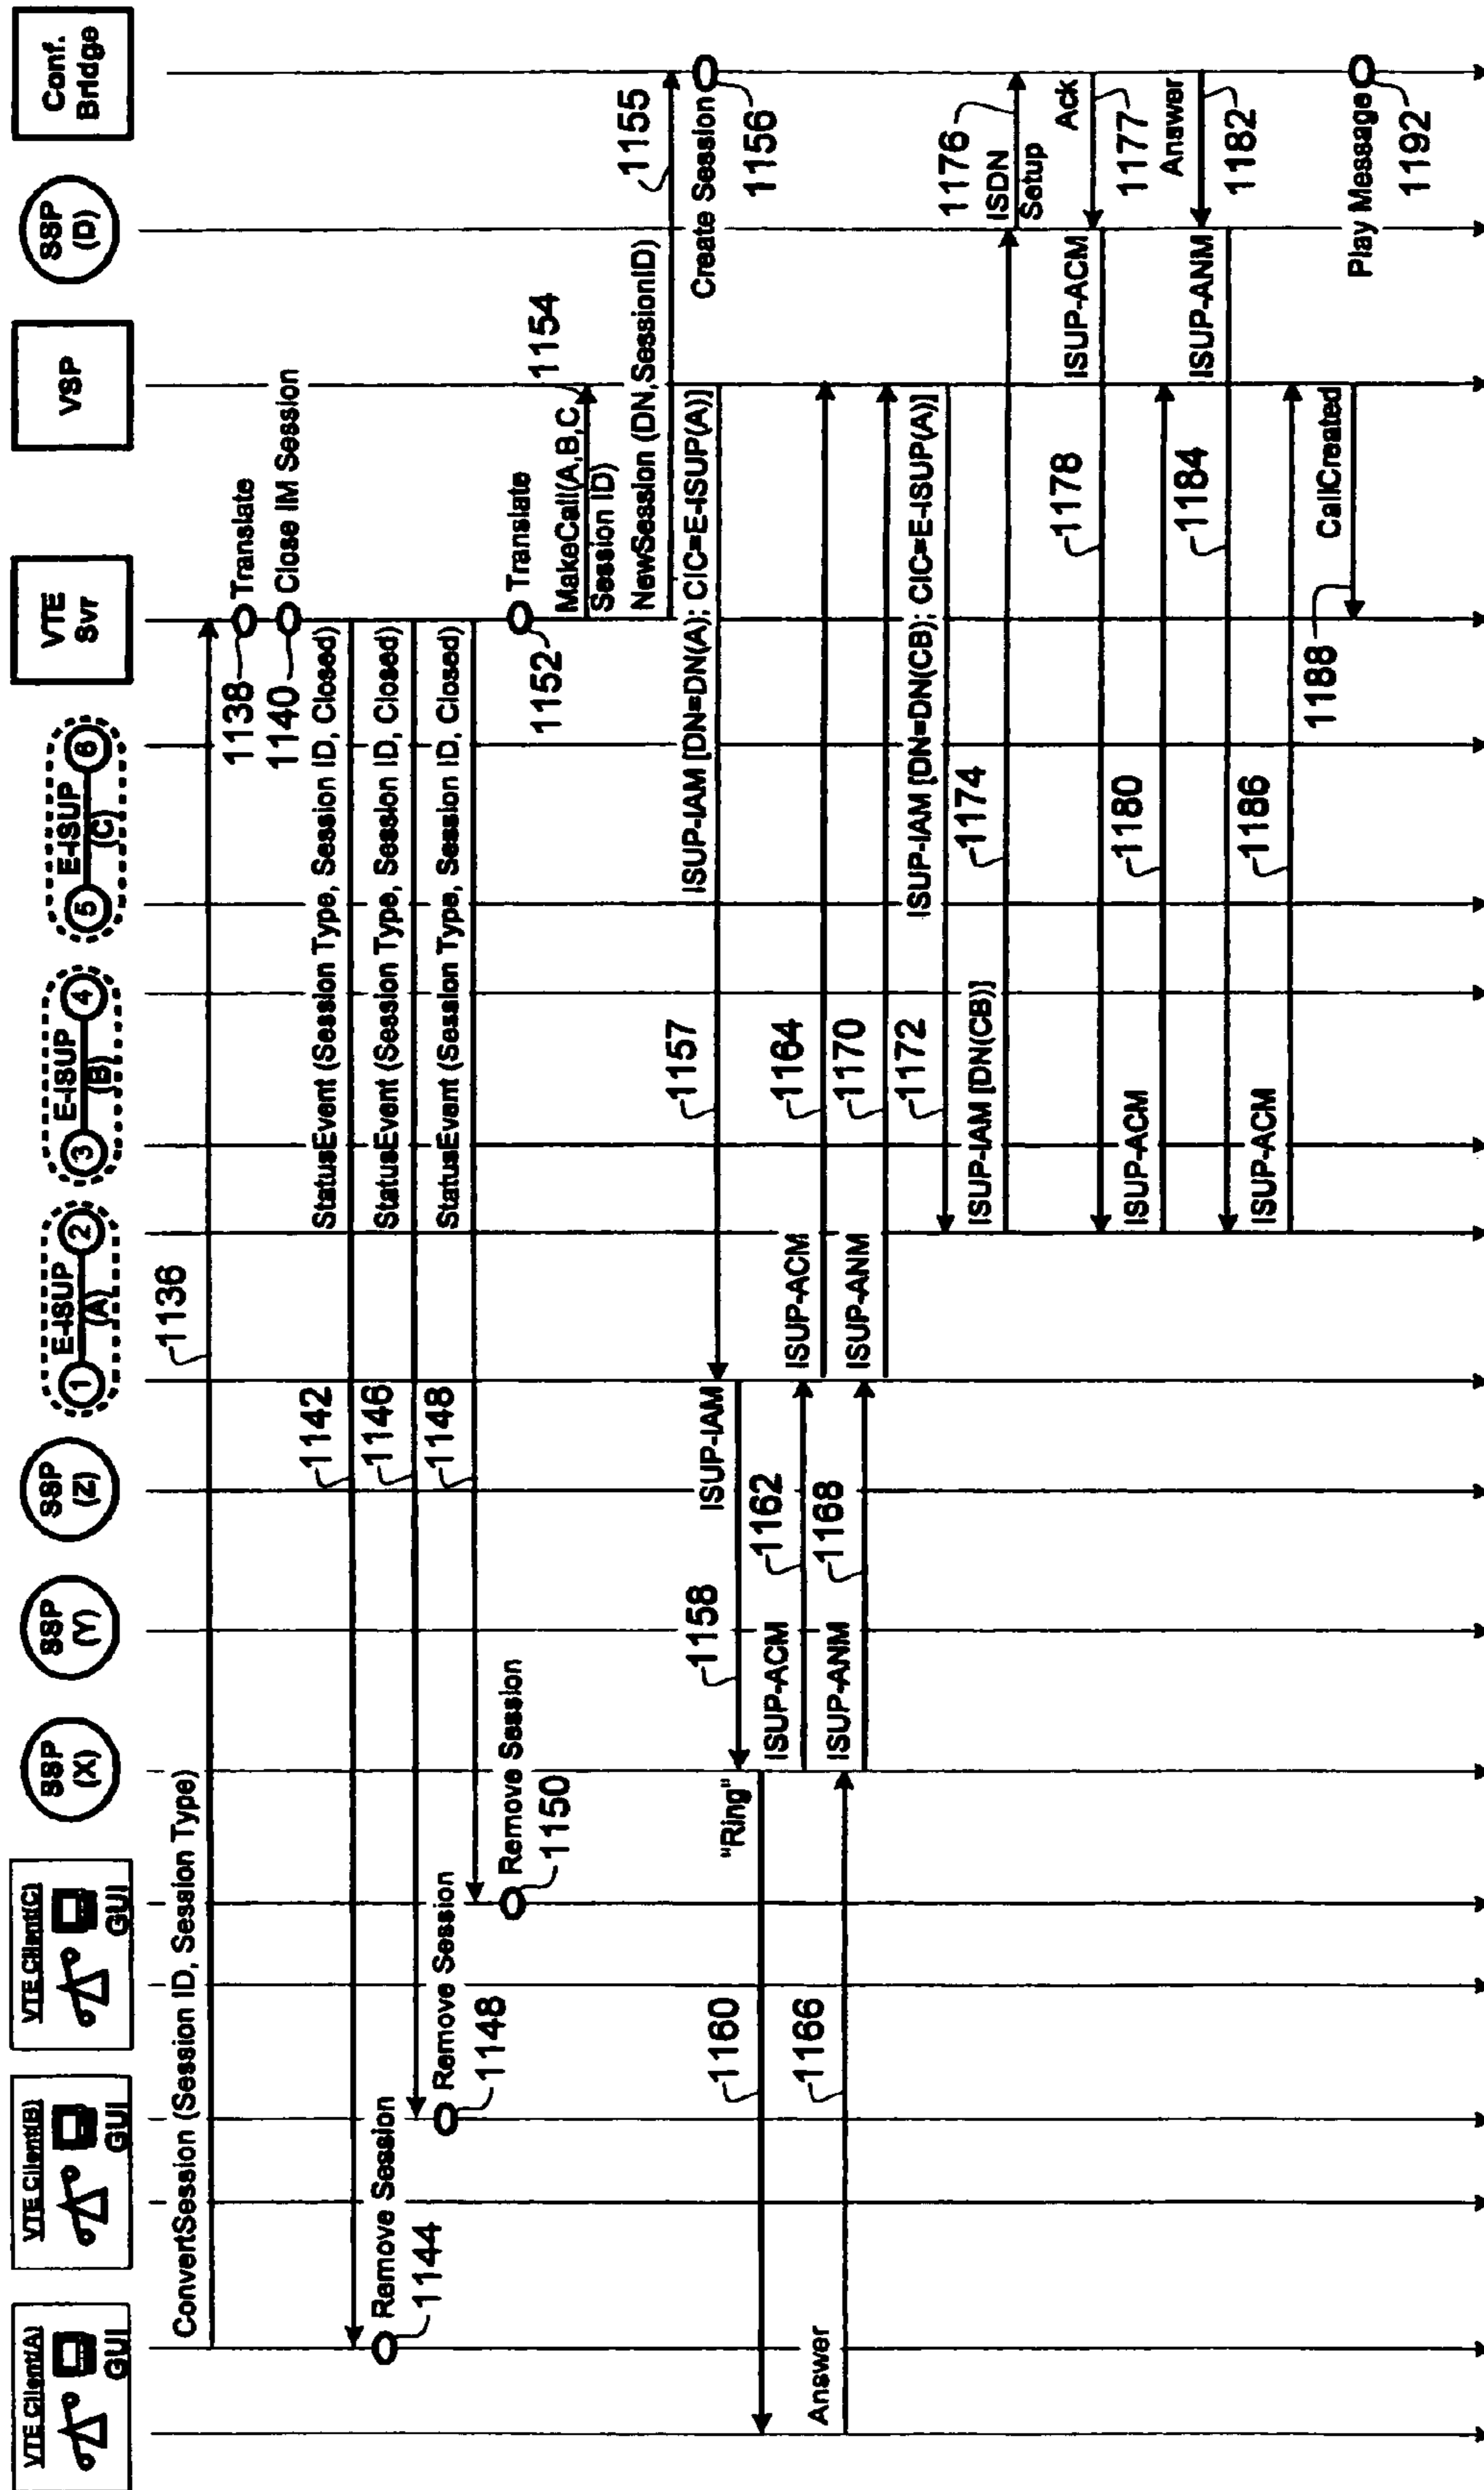 VTE Client(A)
GUI
VTE Client(B)
GUI
VTE Client(C)
GUI
SSP
(X)
SSP
(Y)
SSP
(Z)
1
E-ISUP
(A)
2
3
E-ISUP
(B)
4
5
E-ISUP
(C)
6
VTE
Svr
VSP
SSP
(D)
Conf.
Bridge
ConvertSession (Session ID, Session Type)
1136
1138
Translate
1140
Close IM Session
1142
StatusEvent (Session Type, Session ID, Closed)
Remove Session
1144
1146
StatusEvent (Session Type, Session ID, Closed)
Remove Session
1148
1148
StatusEvent (Session Type, Session ID, Closed)
Remove Session
1150
Translate
1152
MakeCall(A,B,C
Session ID)
1154
NewSession (DN,SessionID)
1155
Create Session
1156
1157
ISUP-IAM [DN=DN(A); CIC=E-ISUP(A)]
1158
ISUP-IAM
1160
"Ring"
ISUP-ACM
1162
ISUP-ACM
1164
Answer
1166
ISUP-ANM
1168
ISUP-ANM
1170
1172
ISUP-IAM [DN=DN(CB); CIC=E-ISUP(A)]
ISUP-IAM [DN(CB)]
1174
1176
ISDN
Setup
Ack
1177
1178
ISUP-ACM
ISUP-ACM
1180
Answer
1182
1184
ISUP-ANM
ISUP-ACM
1186
1188
CallCreated
Play Message
1192